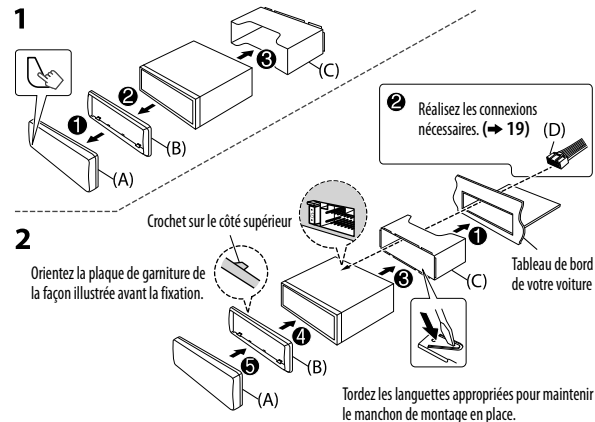 1
❸
(C)
❷
❶
(B)
(A)
❷ Réalisez les connexions
nécessaires. (➜ 19)
(D)
2
Crochet sur le côté supérieur
Orientez la plaque de garniture de
la façon illustrée avant la fixation.
❶
❸
(C)
Tableau de bord
de votre voiture
❹
(B)
❺
(A)
Tordez les languettes appropriées pour maintenir
le manchon de montage en place.